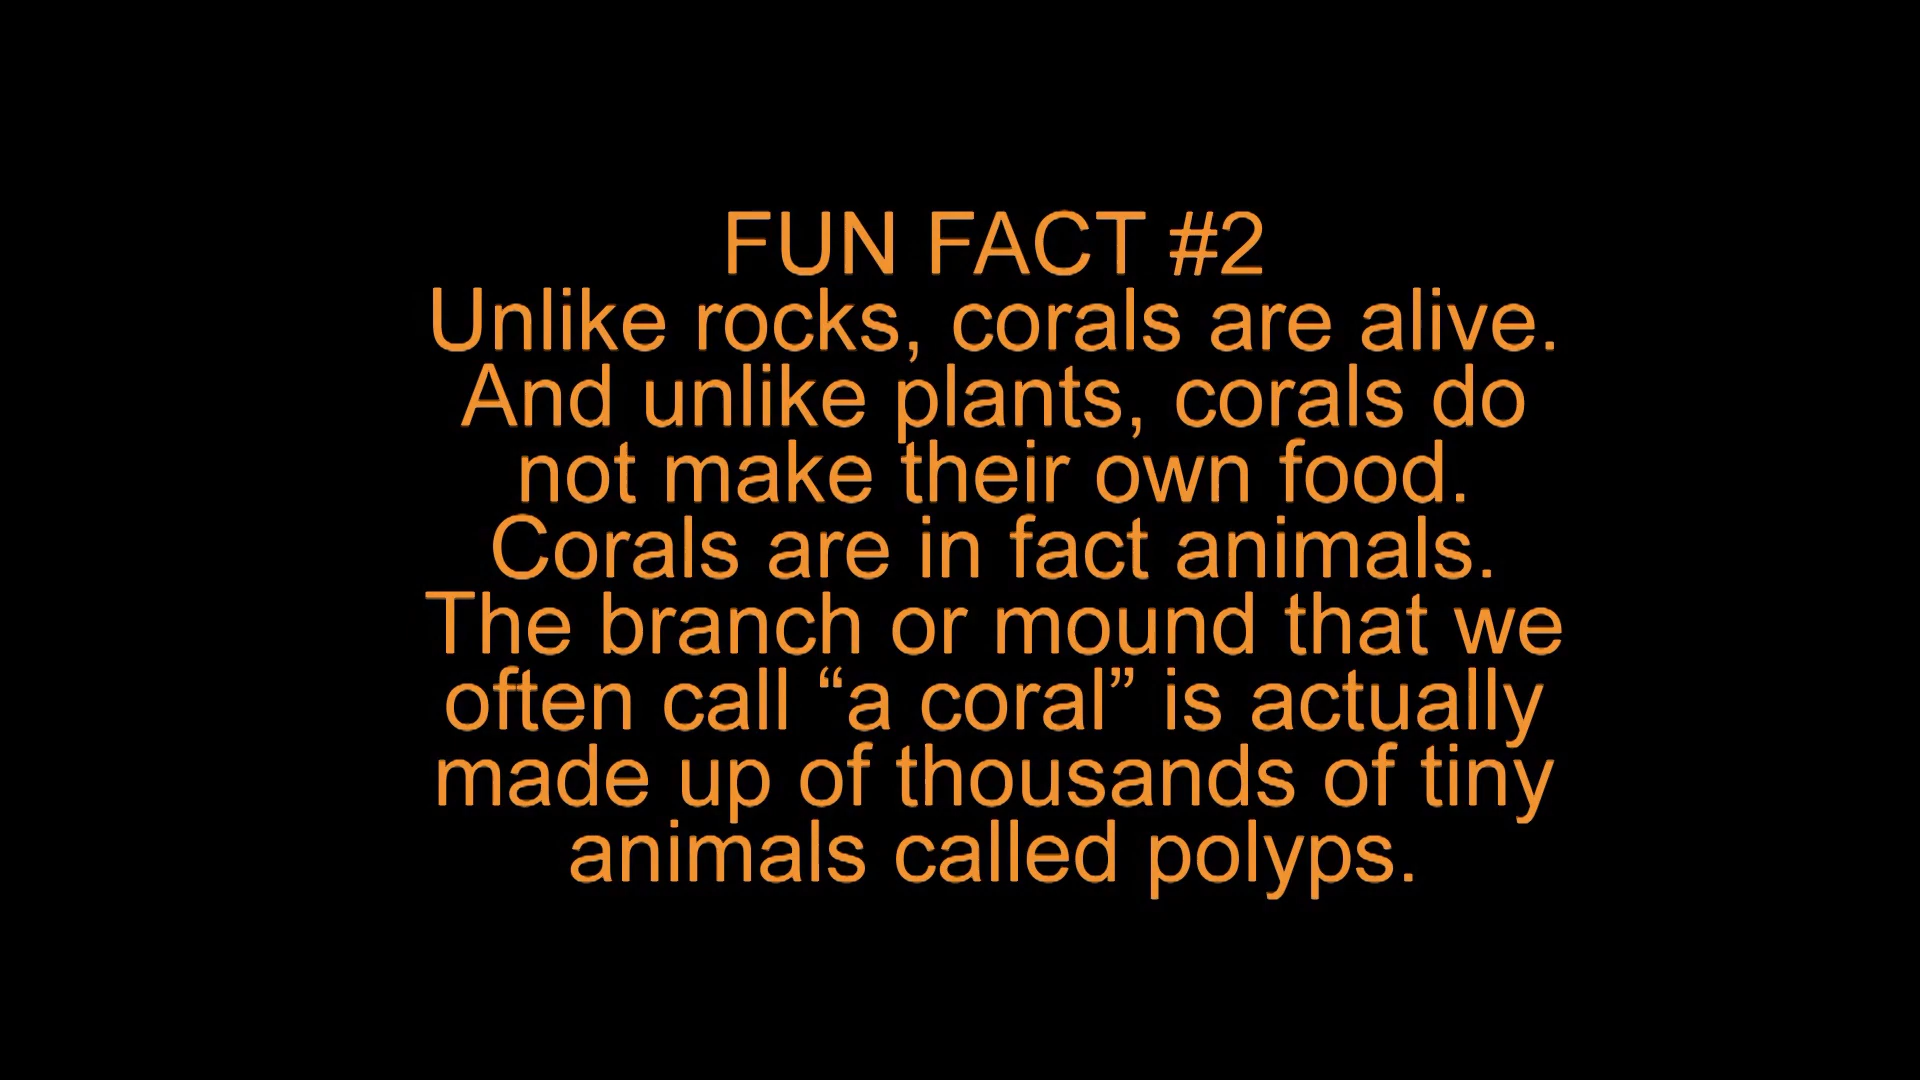 FUN FACT #2
Unlike rocks, corals are alive.
And unlike plants, corals do
not make their own food.
Corals are in fact animals.
The branch or mound that we
often call “a coral” is actually
made up of thousands of tiny
animals called polyps.